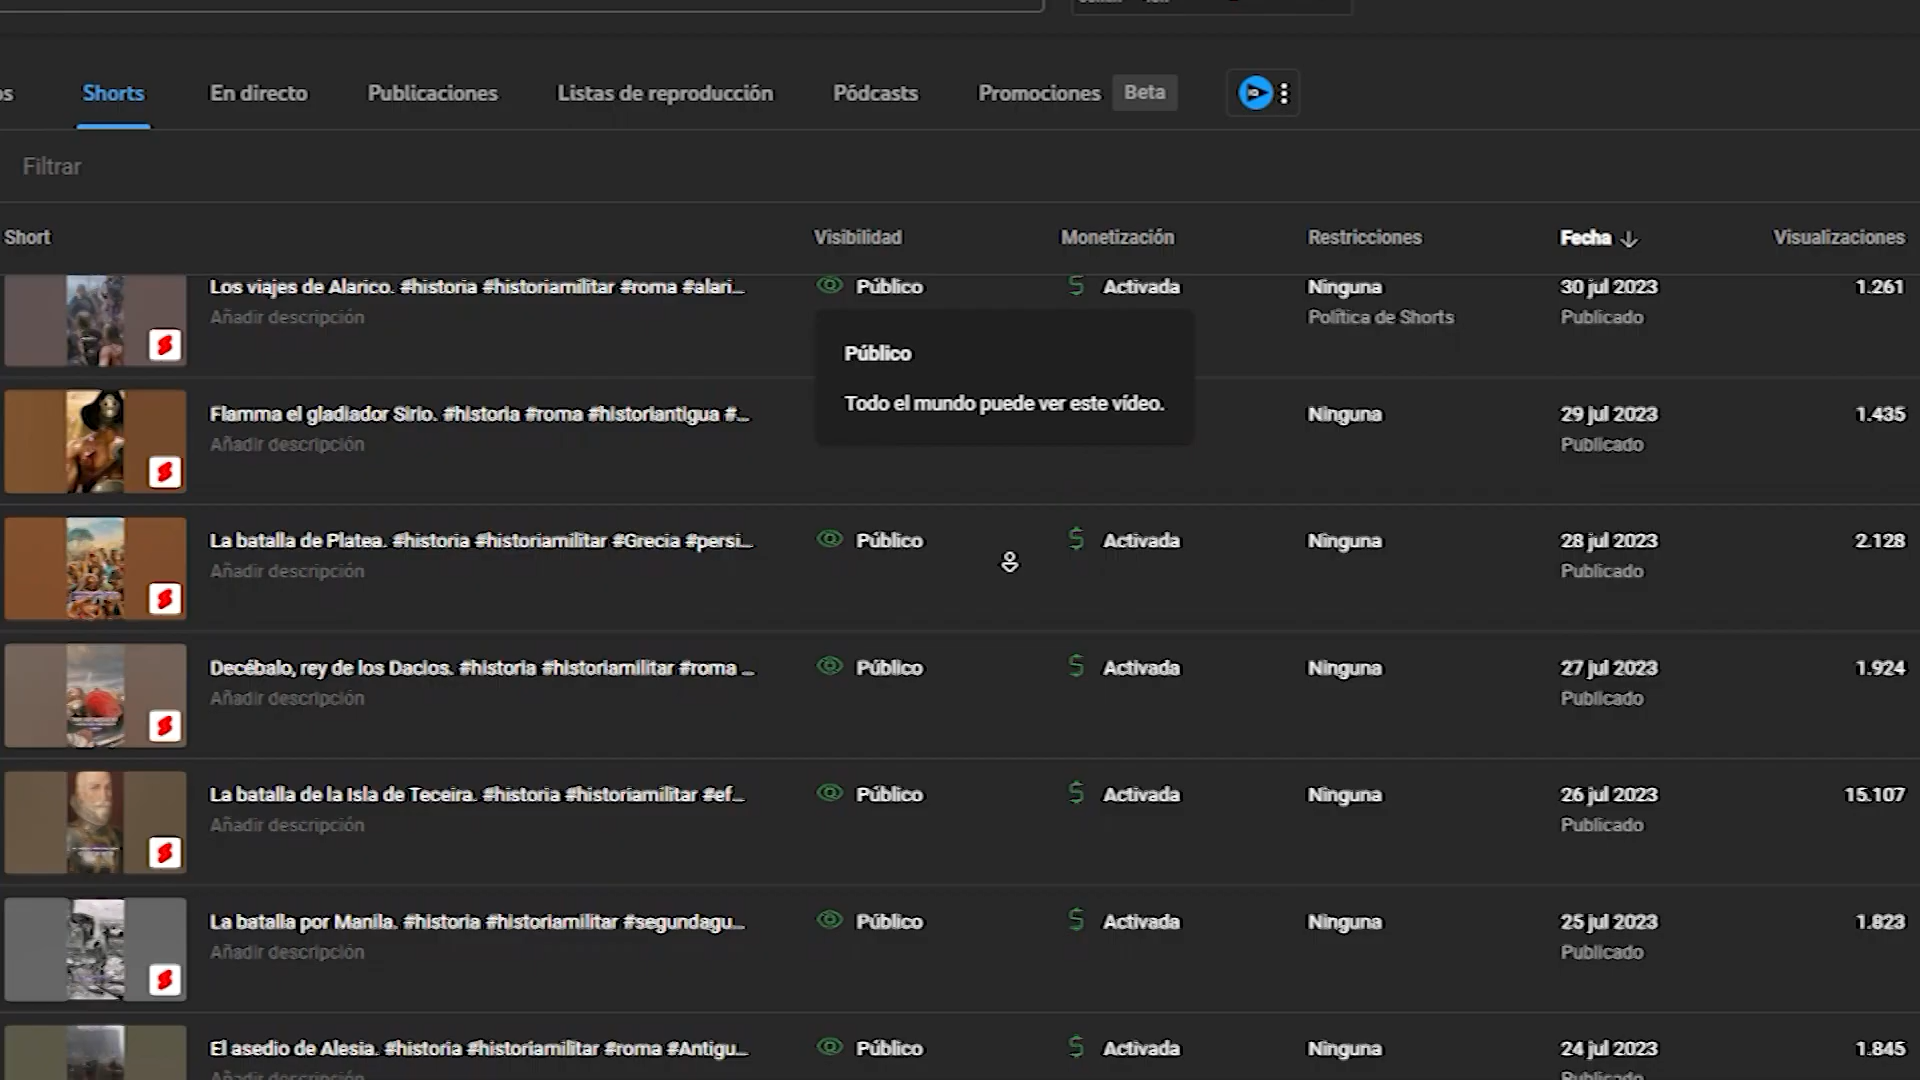 Shorts En directo Publicaciones Listas de reproducción Pódcasts Promociones Beta
Filtrar
Short Visibilidad Monetización Restricciones Fecha Visualizaciones
Los viajes de Alarico. #historia #historiamilitar #roma #alari... Público Activada Ninguna 30 jul 2023 1.261
Añadir descripción Política de Shorts Publicado
Público
Todo el mundo puede ver este vídeo.
Flamma el gladiador Sirio. #historia #roma #historiantigua #... Ninguna 29 jul 2023 1.435
Añadir descripción Publicado
La batalla de Platea. #historia #historiamilitar #Grecia #persi... Público Activada Ninguna 28 jul 2023 2.128
Añadir descripción Publicado
Decébalo, rey de los Dacios. #historia #historiamilitar #roma ... Público Activada Ninguna 27 jul 2023 1.924
Añadir descripción Publicado
La batalla de la Isla de Teceira. #historia #historiamilitar #ef... Público Activada Ninguna 26 jul 2023 15.107
Añadir descripción Publicado
La batalla por Manila. #historia #historiamilitar #segundagu... Público Activada Ninguna 25 jul 2023 1.823
Añadir descripción Publicado
El asedio de Alesia. #historia #historiamilitar #roma #Antigu... Público Activada Ninguna 24 jul 2023 1.845
Añadir descripción Publicado